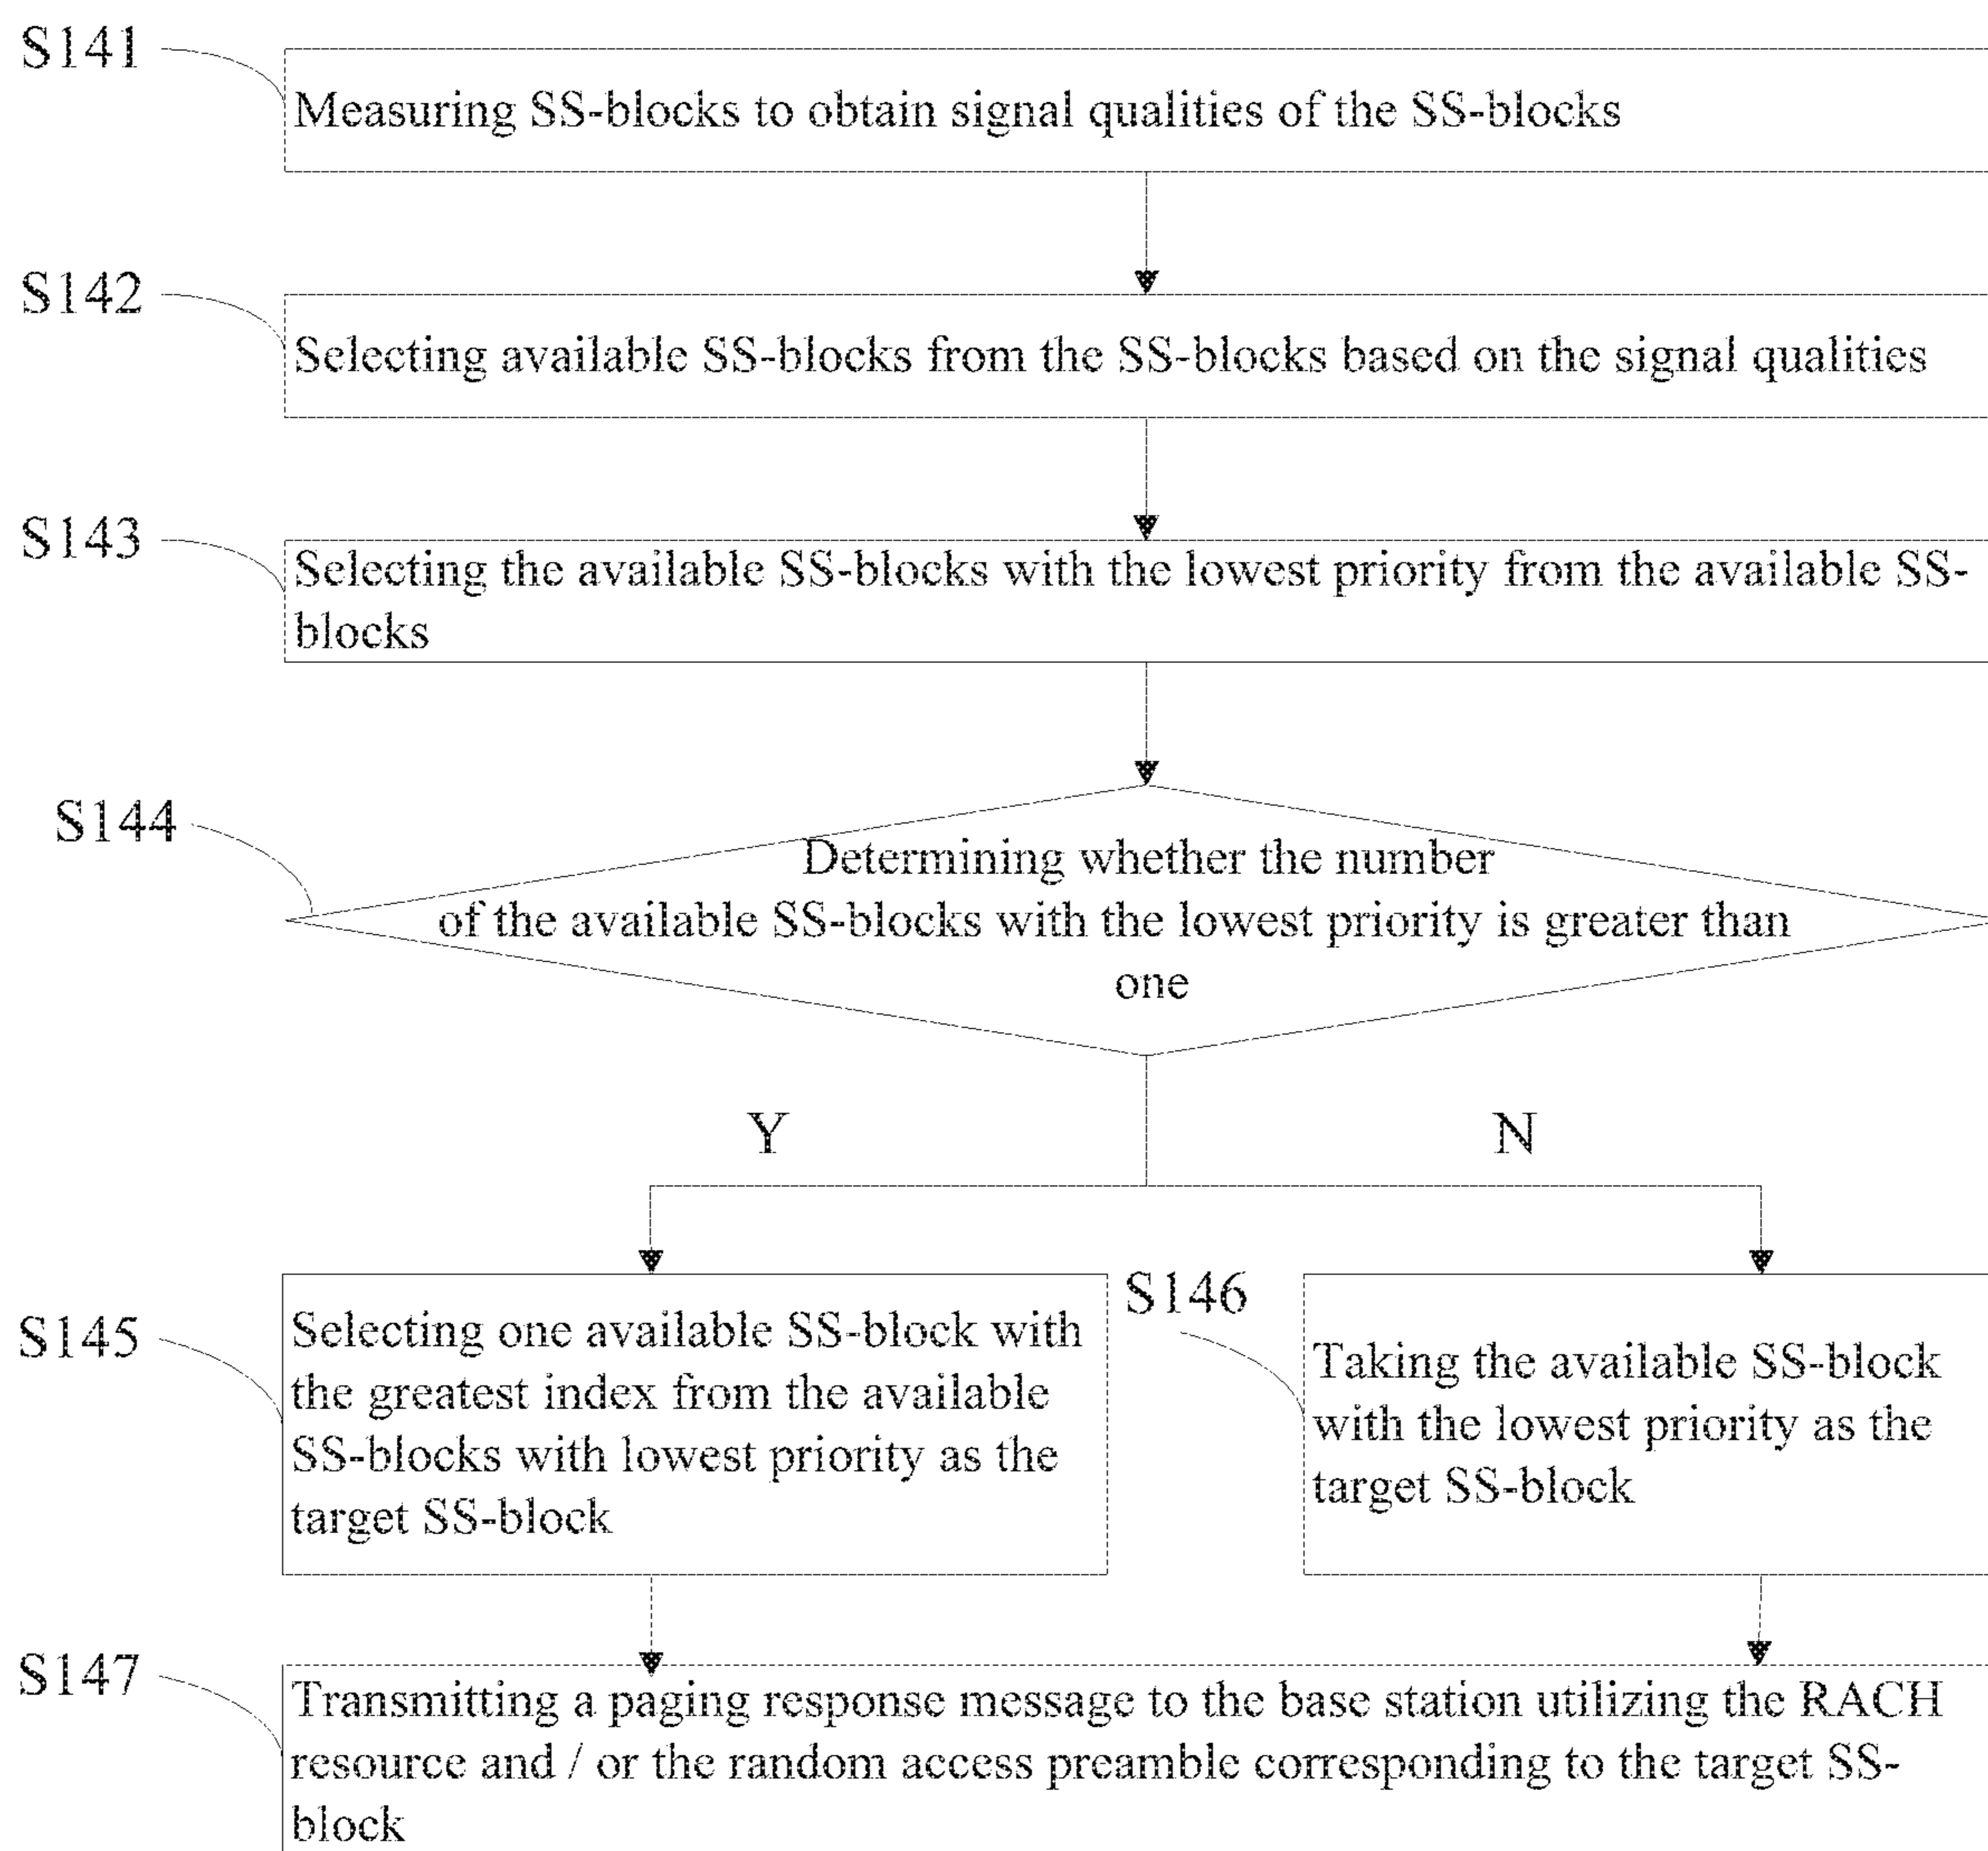 S141
Measuring SS-blocks to obtain signal qualities of the SS-blocks
S142
Selecting available SS-blocks from the SS-blocks based on the signal qualities
S143
Selecting the available SS-blocks with the lowest priority from the available SS-
blocks
S144
Determining whether the number
of the available SS-blocks with the lowest priority is greater than
one
Y
N
S145
Selecting one available SS-block with
the greatest index from the available
SS-blocks with lowest priority as the
target SS-block
S146
Taking the available SS-block
with the lowest priority as the
target SS-block
S147
Transmitting a paging response message to the base station utilizing the RACH
resource and / or the random access preamble corresponding to the target SS-
block